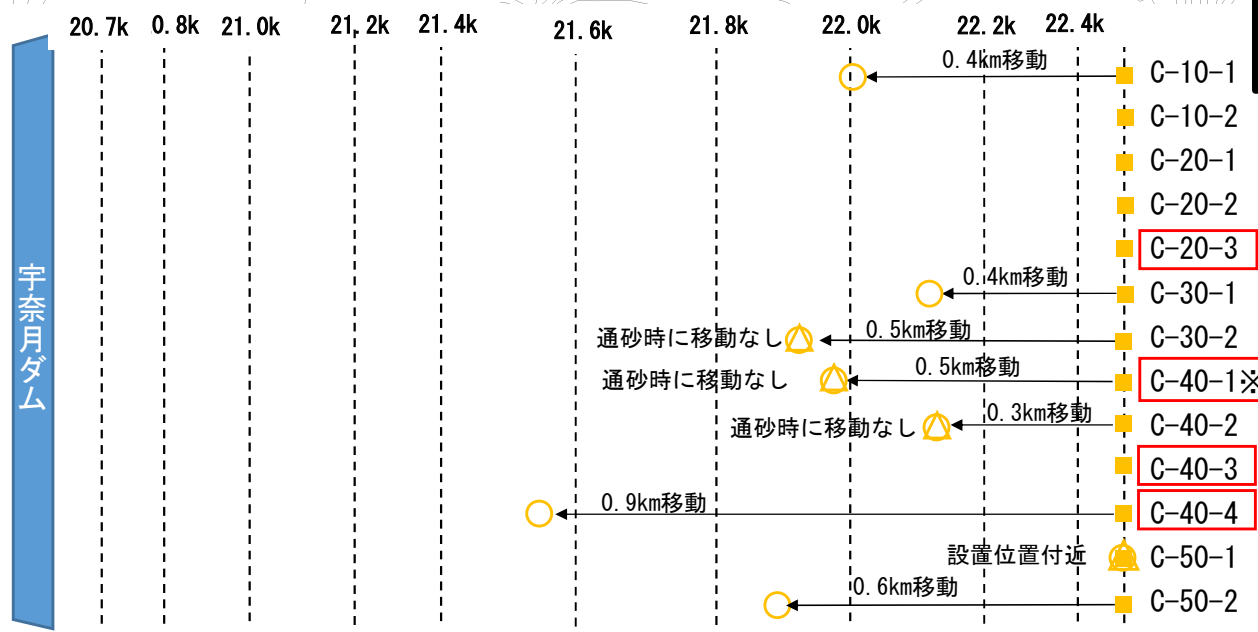 20.7k 0.8k 21.0k 21.2k 21.4k 21.6k 21.8k 22.0k 22.2k 22.4k
0.4km移動 C-10-1
C-10-2
C-20-1
C-20-2
C-20-3
0.4km移動 C-30-1
通砂時に移動なし 0.5km移動 C-30-2
通砂時に移動なし 0.5km移動 C-40-1※
通砂時に移動なし 0.3km移動 C-40-2
C-40-3
0.9km移動 C-40-4
設置位置付近 C-50-1
0.6km移動 C-50-2
宇奈月ダム